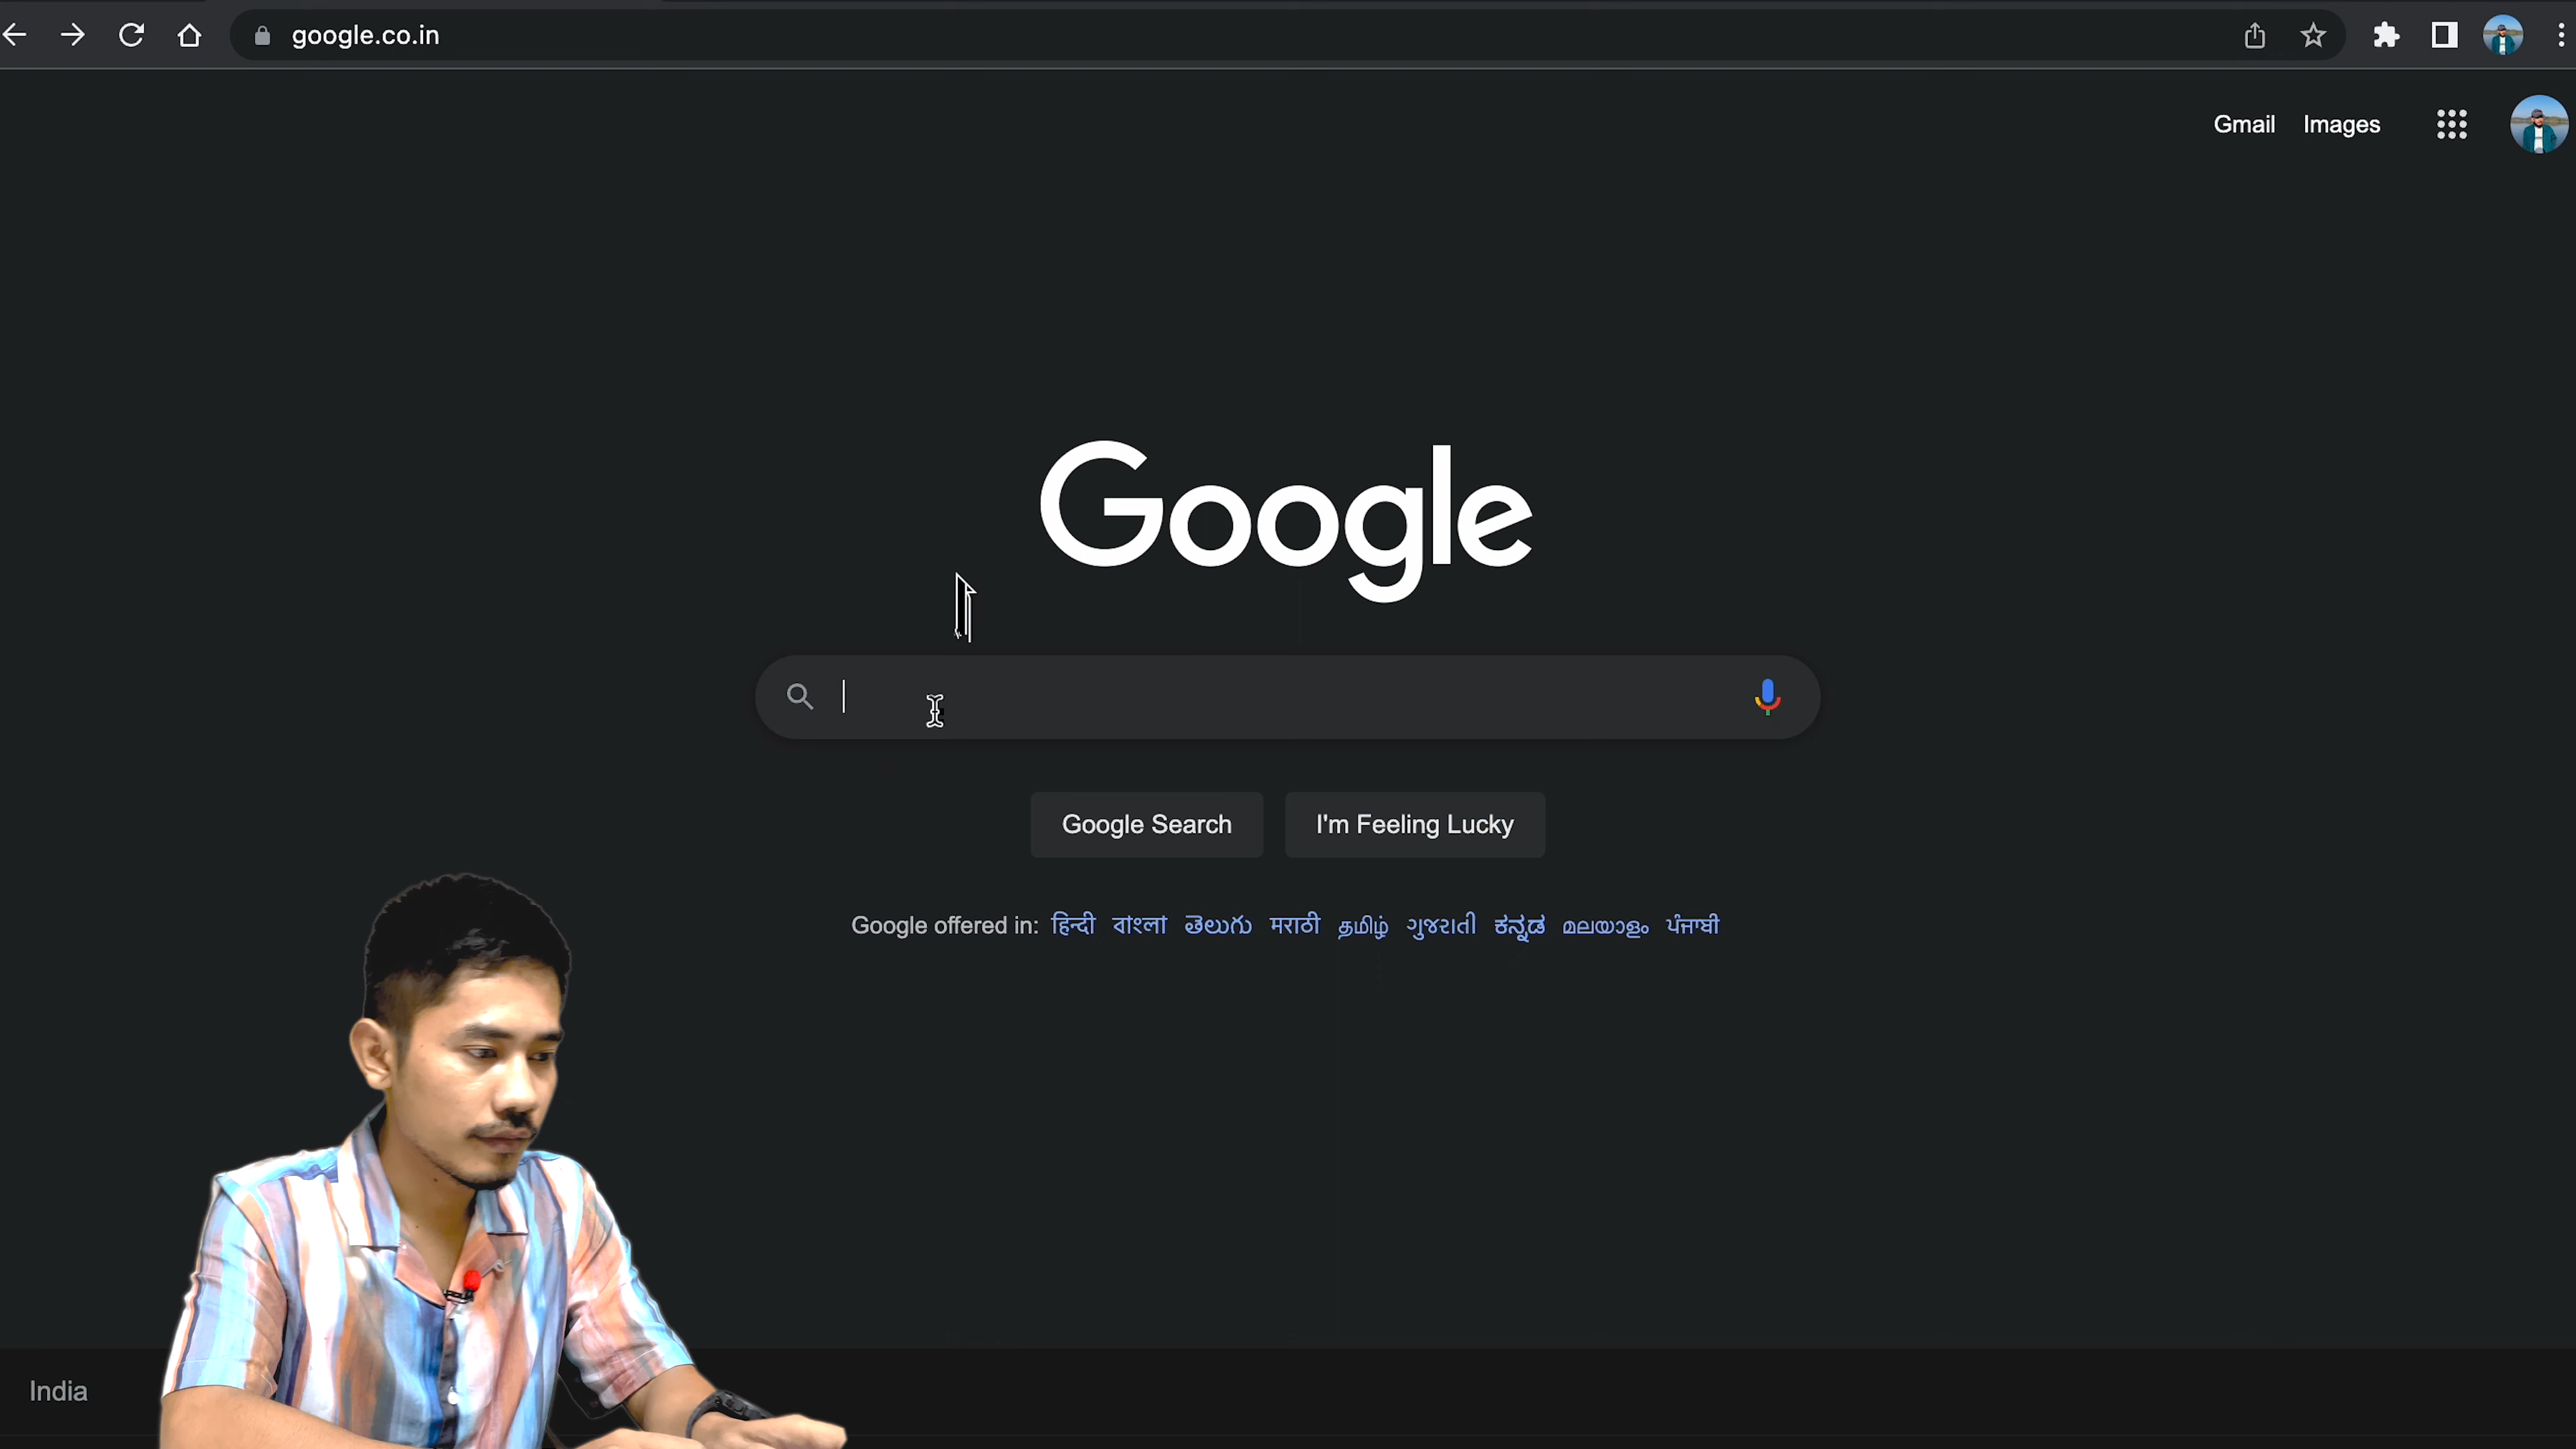 google.co.in
Gmail Images
Google
Google Search I'm Feeling Lucky
Google offered in: हिन्दी বাংলা తెలుగు मराठी தமிழ் ગુજરાતી ಕನ್ನಡ മലയാളം ਪੰਜਾਬੀ
India